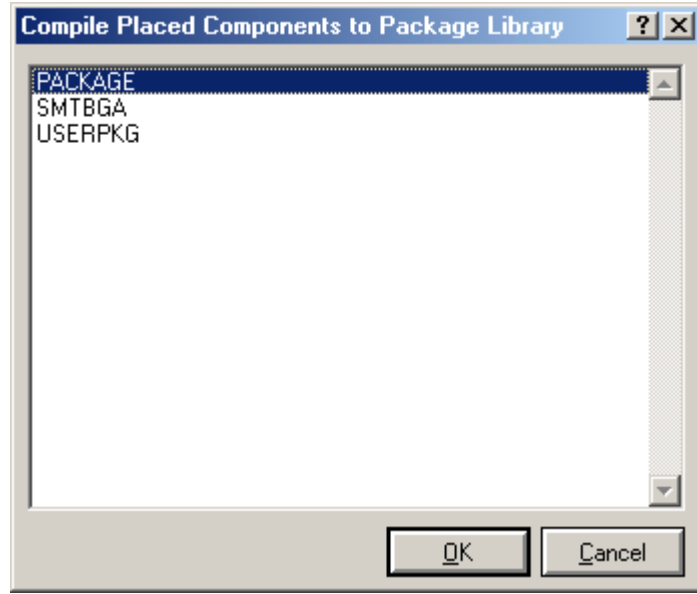 Compile Placed Components to Package Library
PACKAGE
SMTBGA
USERPKG
OK
Cancel